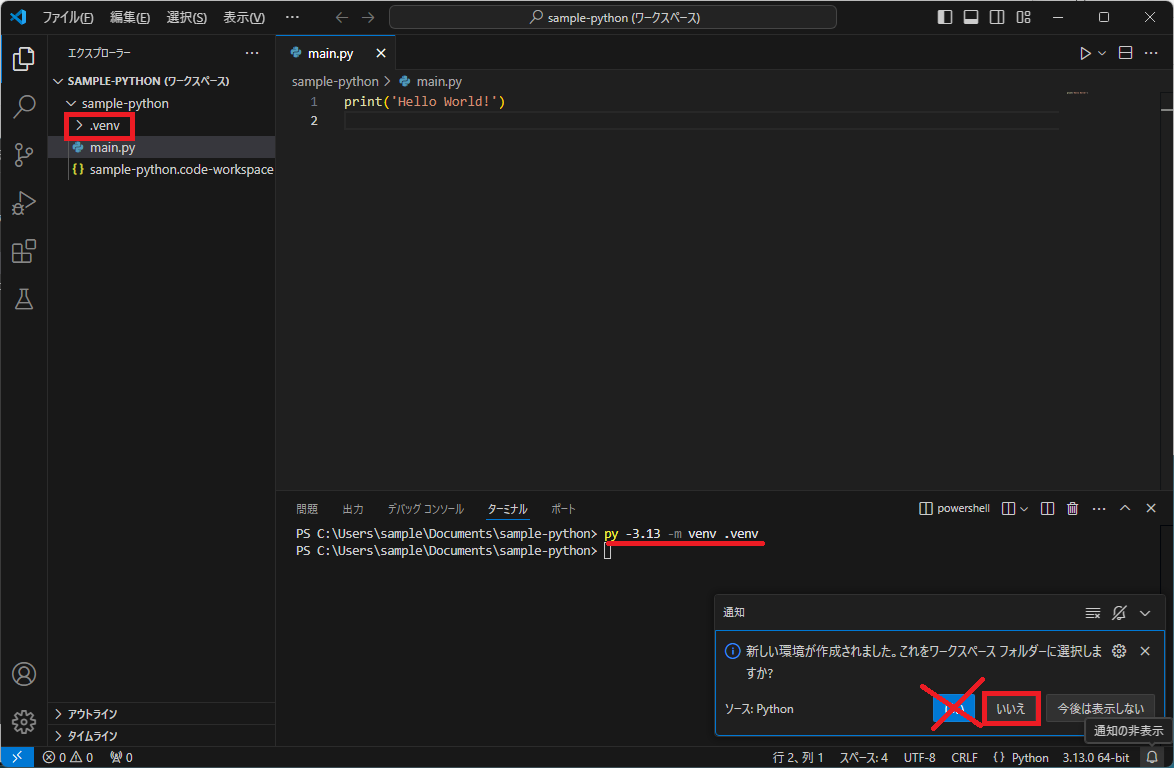 ファイル(F) 編集(E) 選択(S) 表示(V) ... sample-python (ワークスペース)
エクスプローラー
main.py
SAMPLE-PYTHON (ワークスペース)
sample-python
.venv
main.py
{} sample-python.code-workspace
sample-python > main.py
1 print('Hello World!')
2
問題 出力 デバッグ コンソール ターミナル ポート powershell
PS C:\Users\sample\Documents\sample-python> py -3.13 -m venv .venv
PS C:\Users\sample\Documents\sample-python>
通知
新しい環境が作成されました。これをワークスペース フォルダーに選択しま
すか?
ソース: Python いいえ 今後は表示しない
通知の非表示
アウトライン
タイムライン
0 0 0 行 2、列 1 スペース: 4 UTF-8 CRLF {} Python 3.13.0 64-bit